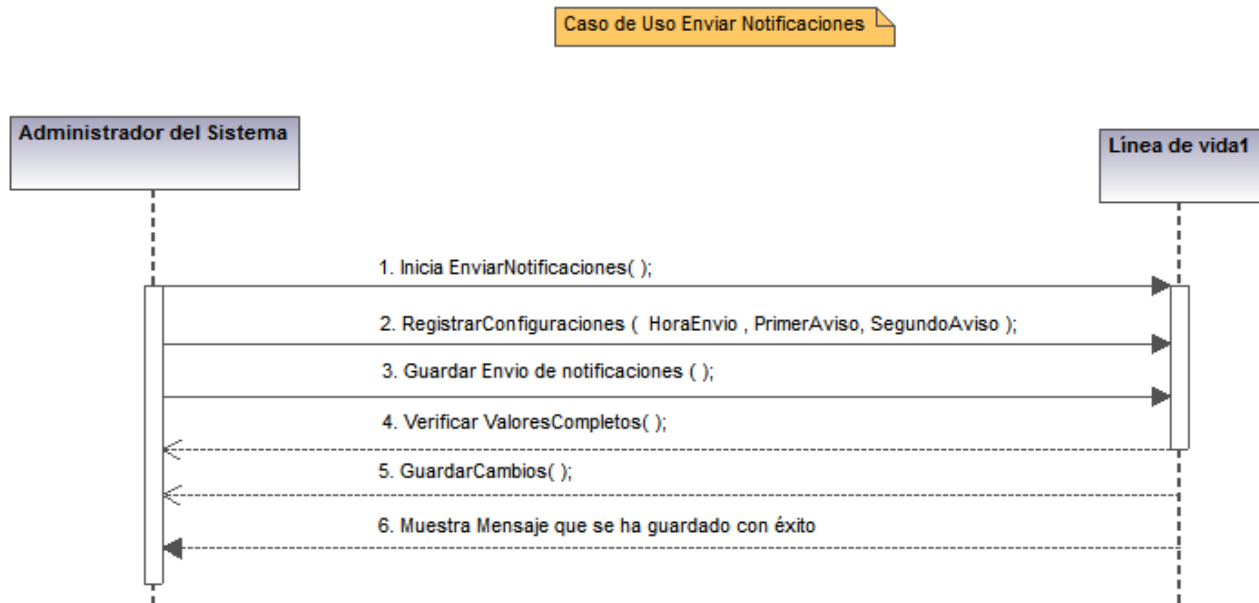 Caso de Uso Enviar Notificaciones
Administrador del Sistema
Línea de vida1
1. Inicia EnviarNotificaciones( );
2. RegistrarConfiguraciones ( HoraEnvio , PrimerAviso, SegundoAviso );
3. Guardar Envio de notificaciones ( );
4. Verificar ValoresCompletos( );
5. GuardarCambios( );
6. Muestra Mensaje que se ha guardado con éxito